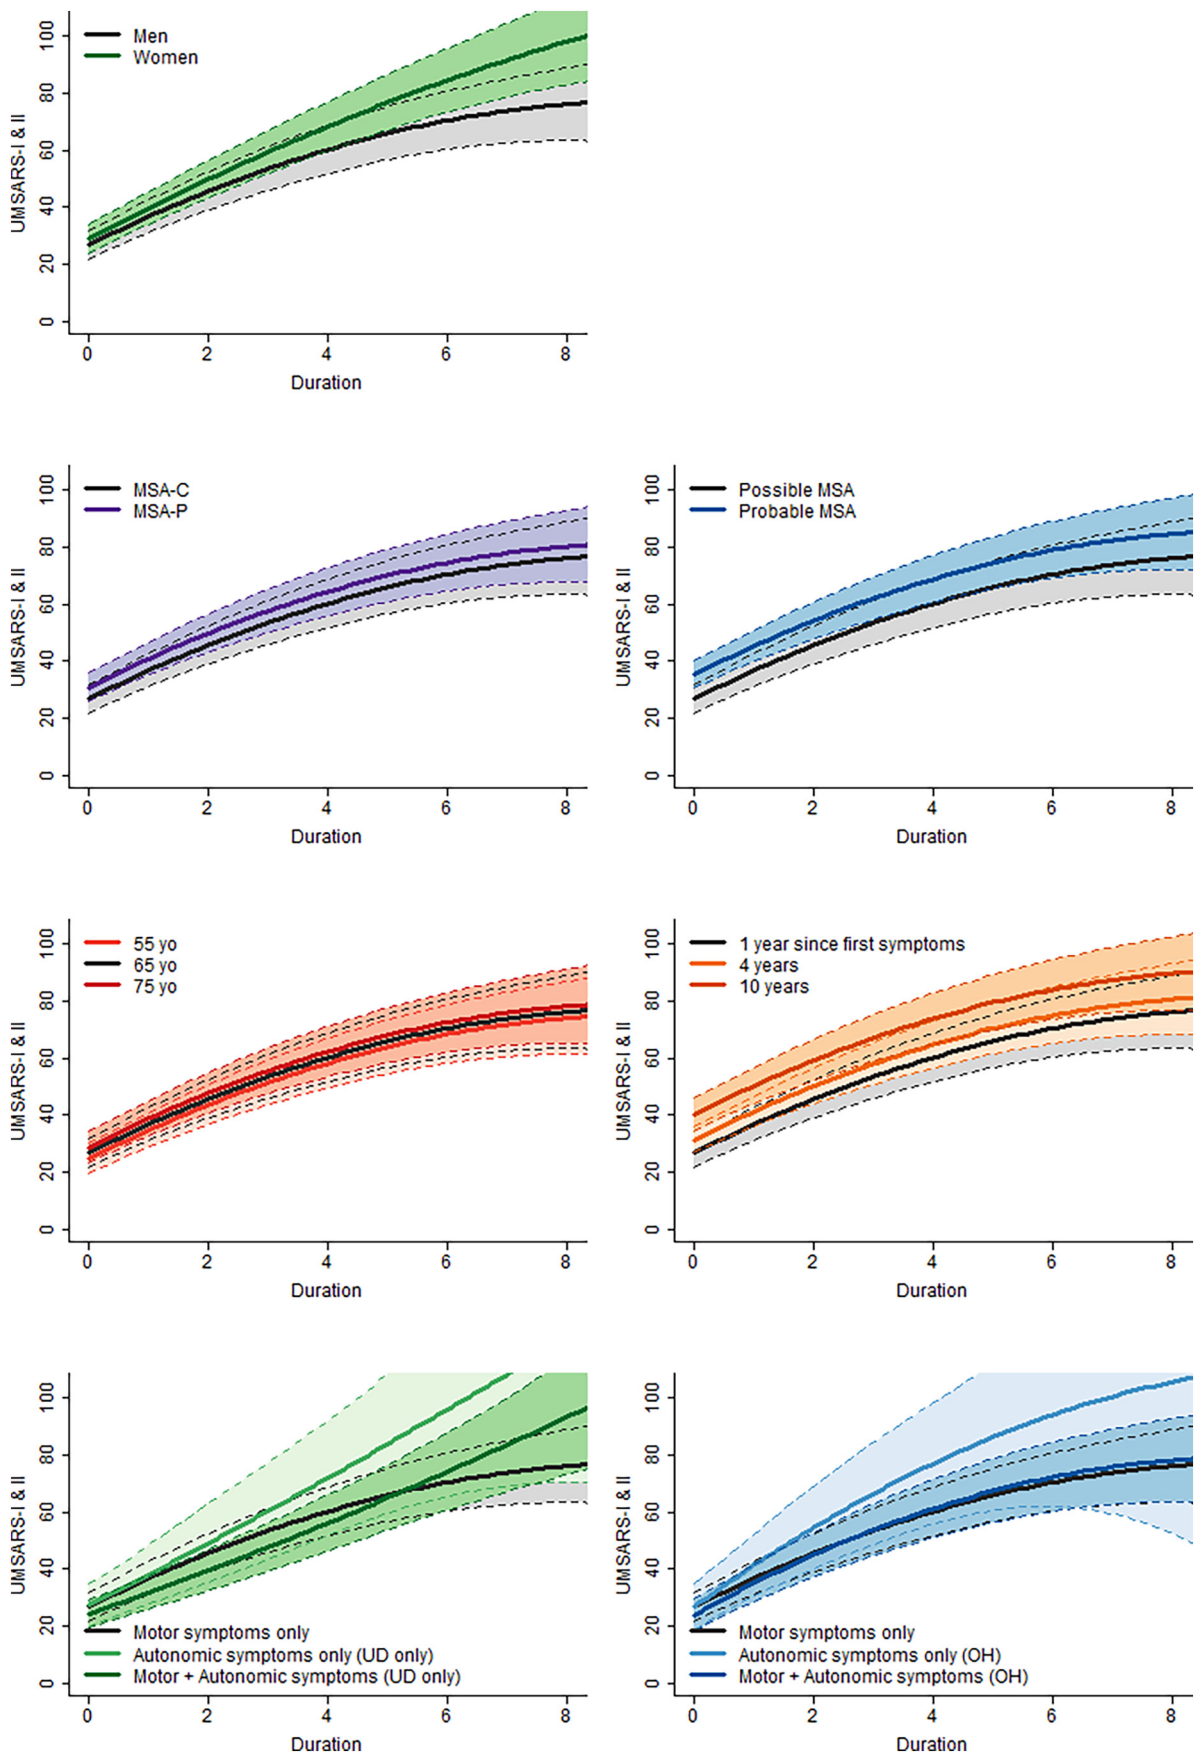 Men
Women
100
80
60
40
20
0
UMSARS-I & II
0 2 4 6 8
Duration
MSA-C
MSA-P
100
80
60
40
20
0
UMSARS-I & II
0 2 4 6 8
Duration
Possible MSA
Probable MSA
100
80
60
40
20
0
UMSARS-I & II
0 2 4 6 8
Duration
55 yo
65 yo
75 yo
100
80
60
40
20
0
UMSARS-I & II
0 2 4 6 8
Duration
1 year since first symptoms
4 years
10 years
100
80
60
40
20
0
UMSARS-I & II
0 2 4 6 8
Duration
100
80
60
40
20
0
UMSARS-I & II
Motor symptoms only
Autonomic symptoms only (UD only)
Motor + Autonomic symptoms (UD only)
0 2 4 6 8
Duration
100
80
60
40
20
0
UMSARS-I & II
Motor symptoms only
Autonomic symptoms only (OH)
Motor + Autonomic symptoms (OH)
0 2 4 6 8
Duration